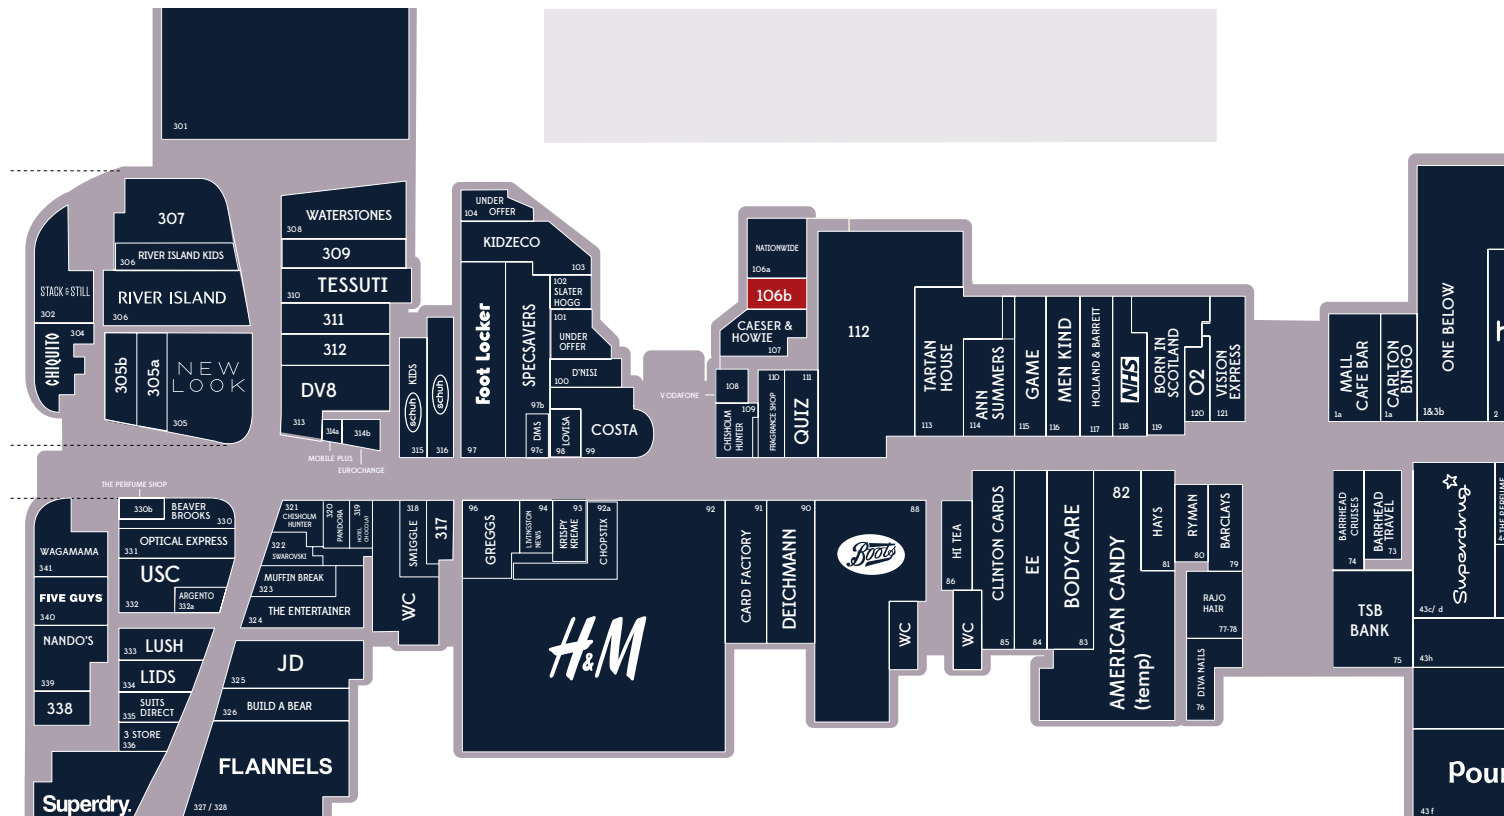 301
307
306
RIVER ISLAND KIDS
RIVER ISLAND
306
STACK & STILL
302
304
CHIQUITO
305b
305a
NEW
LOOK
305
WATERSTONES
308
309
TESSUTI
310
311
312
DV8
313
314a
314b
MOBILE PLUS
EUROCHANGE
KIDS
schuh
315
schuh
316
UNDER
OFFER
104
KIDZECO
103
Foot Locker
97
SPECSAVERS
97b
102
SLATER
HOGG
101
UNDER
OFFER
D'NISI
100
DMS
97c
LOVISA
98
COSTA
99
NATIONWIDE
106a
106b
CAESER &
HOWIE
107
VODAFONE
108
109
CHISHOLM
HUNTER
110
FRAGRANCE SHOP
111
QUIZ
112
TARTAN
HOUSE
113
ANN
SUMMERS
114
GAME
115
MEN KIND
116
HOLLAND & BARRETT
117
NHS
118
BORN IN
SCOTLAND
119
O2
120
VISION
EXPRESS
121
MALL
CAFE BAR
1a
CARLTON
BINGO
1a
ONE BELOW
1&3b
2
THE PERFUME SHOP
330b
BEAVER
BROOKS
330
OPTICAL EXPRESS
331
USC
332
ARGENTO
332a
WAGAMAMA
341
FIVE GUYS
340
NANDO'S
339
338
LUSH
333
LIDS
334
SUITS
DIRECT
335
3 STORE
336
Superdry.
321
CHISHOLM
HUNTER
320
PANDORA
319
HOTEL
CHOCOLAT
322
SWAROVSKI
MUFFIN BREAK
323
THE ENTERTAINER
324
JD
325
BUILD A BEAR
326
FLANNELS
327 / 328
318
SMIGGLE
317
WC
96
GREGGS
94
LIVINGSTON
NEWS
93
KRISPY
KREME
92a
CHOPSTIX
92
H&M
91
CARD FACTORY
90
DEICHMANN
88
Boots
WC
HI TEA
86
WC
CLINTON CARDS
85
EE
84
BODYCARE
83
82
AMERICAN CANDY
(temp)
HAYS
81
RYMAN
80
BARCLAYS
79
RAJO
HAIR
77-78
DIVA NAILS
76
BARRHEAD
CRUISES
74
BARRHEAD
TRAVEL
73
TSB
BANK
75
Superdrug
43c/ d
43h
43f